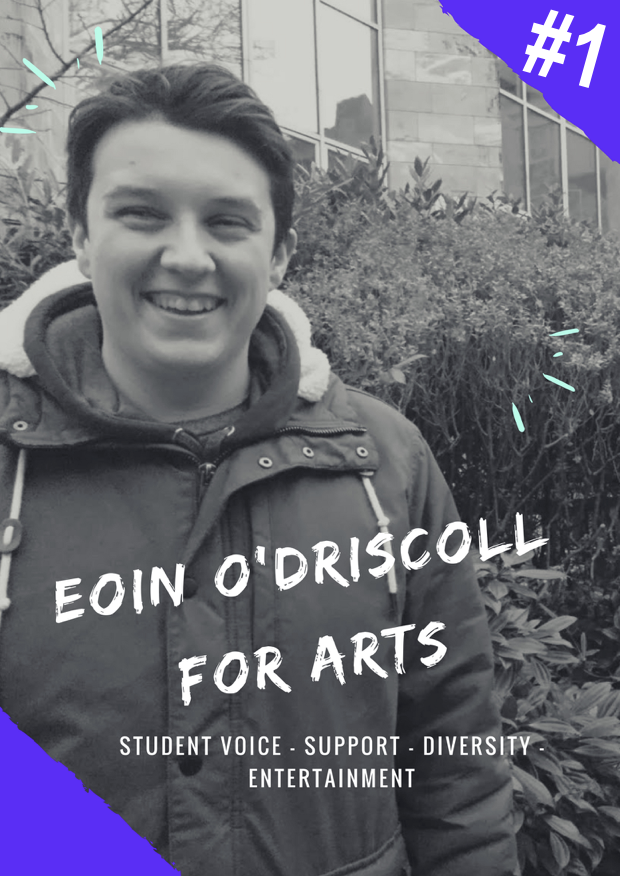 #1
EOIN O'DRISCOLL
FOR ARTS
STUDENT VOICE - SUPPORT - DIVERSITY -
ENTERTAINMENT